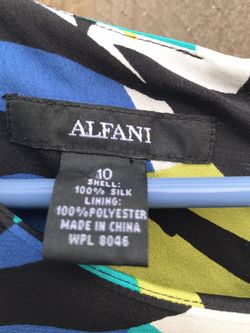 ALFANI
10
SHELL:
100% SILK
LINING:
100%POLYESTER
MADE IN CHINA
WPL 8046